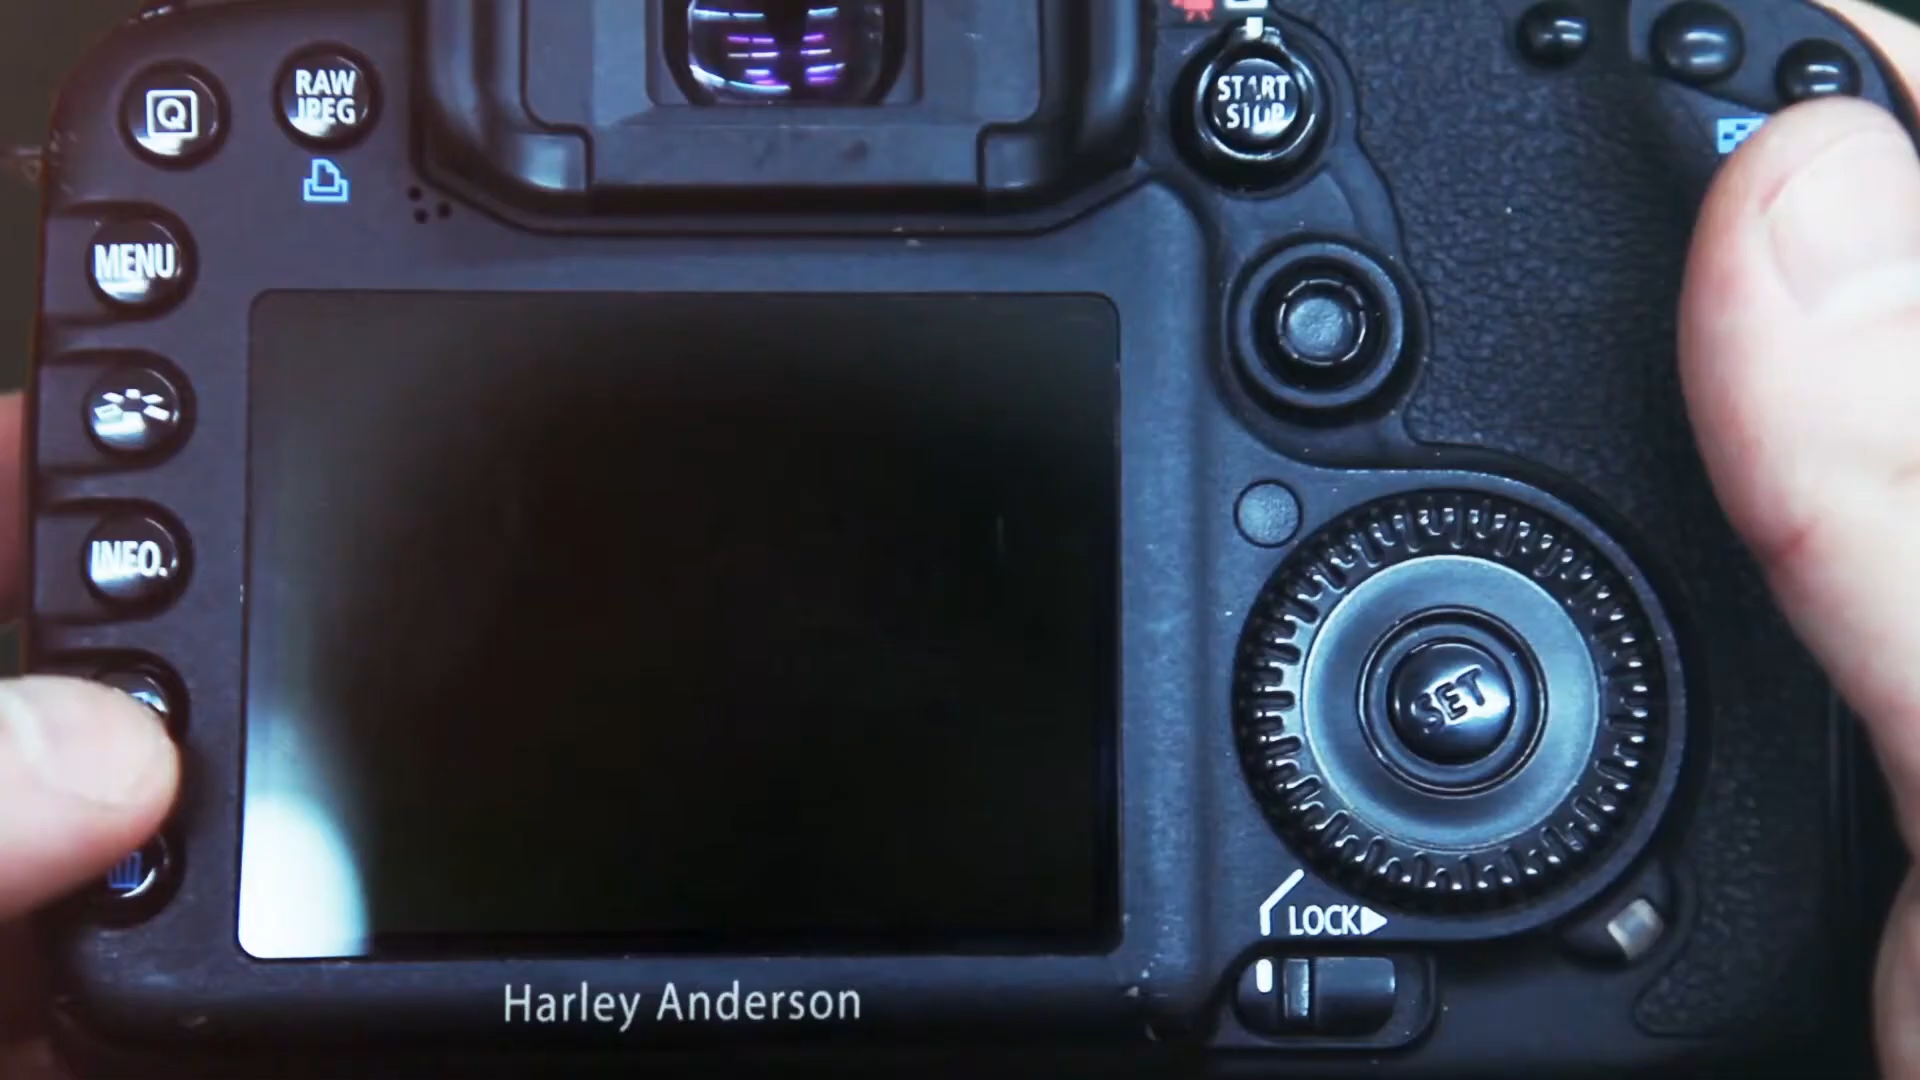 Q
RAW
JPEG
START
STOP
MENU
INFO.
SET
LOCK
Harley Anderson